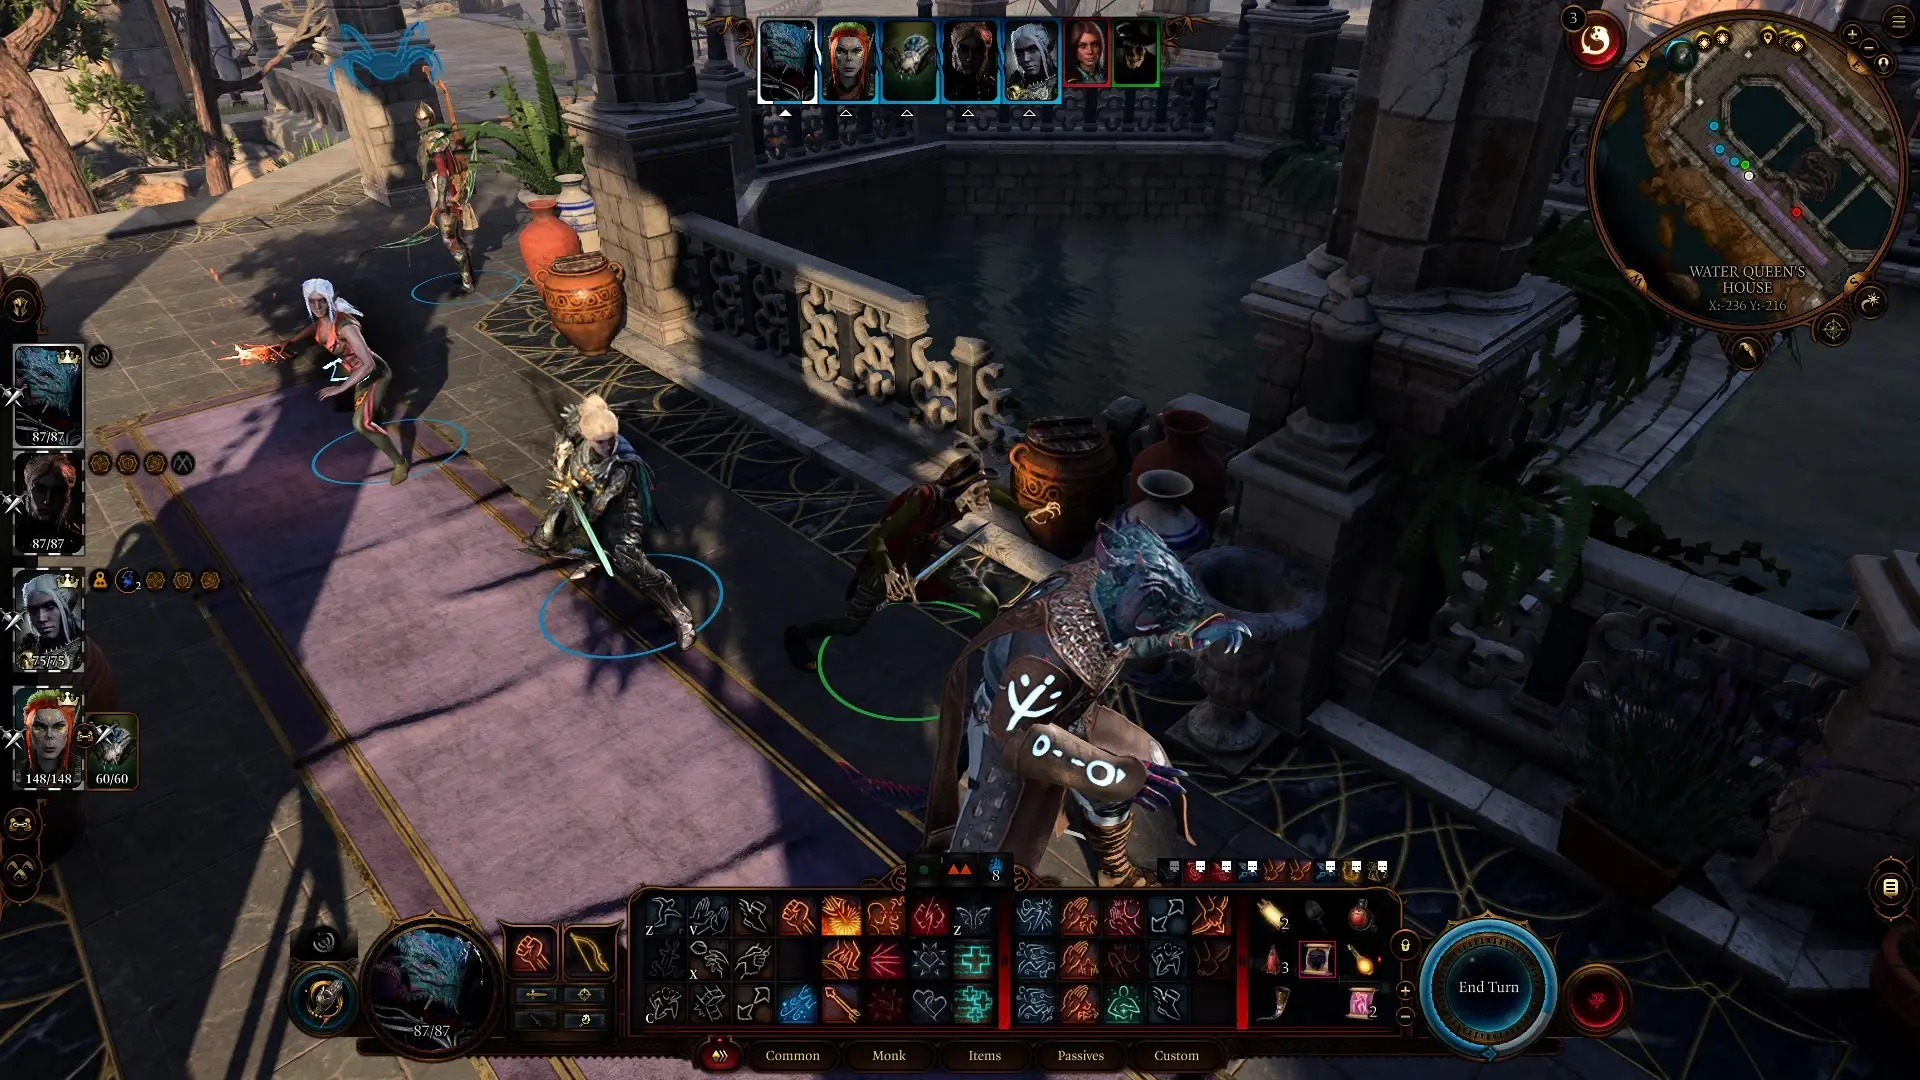 3
WATER QUEEN'S
HOUSE
X:-236 Y:-216
87/87
87/87
2
75/75
148/148
60/60
8
Z
V
Z
2
X
3
C
2
87/87
End Turn
Common
Monk
Items
Passives
Custom